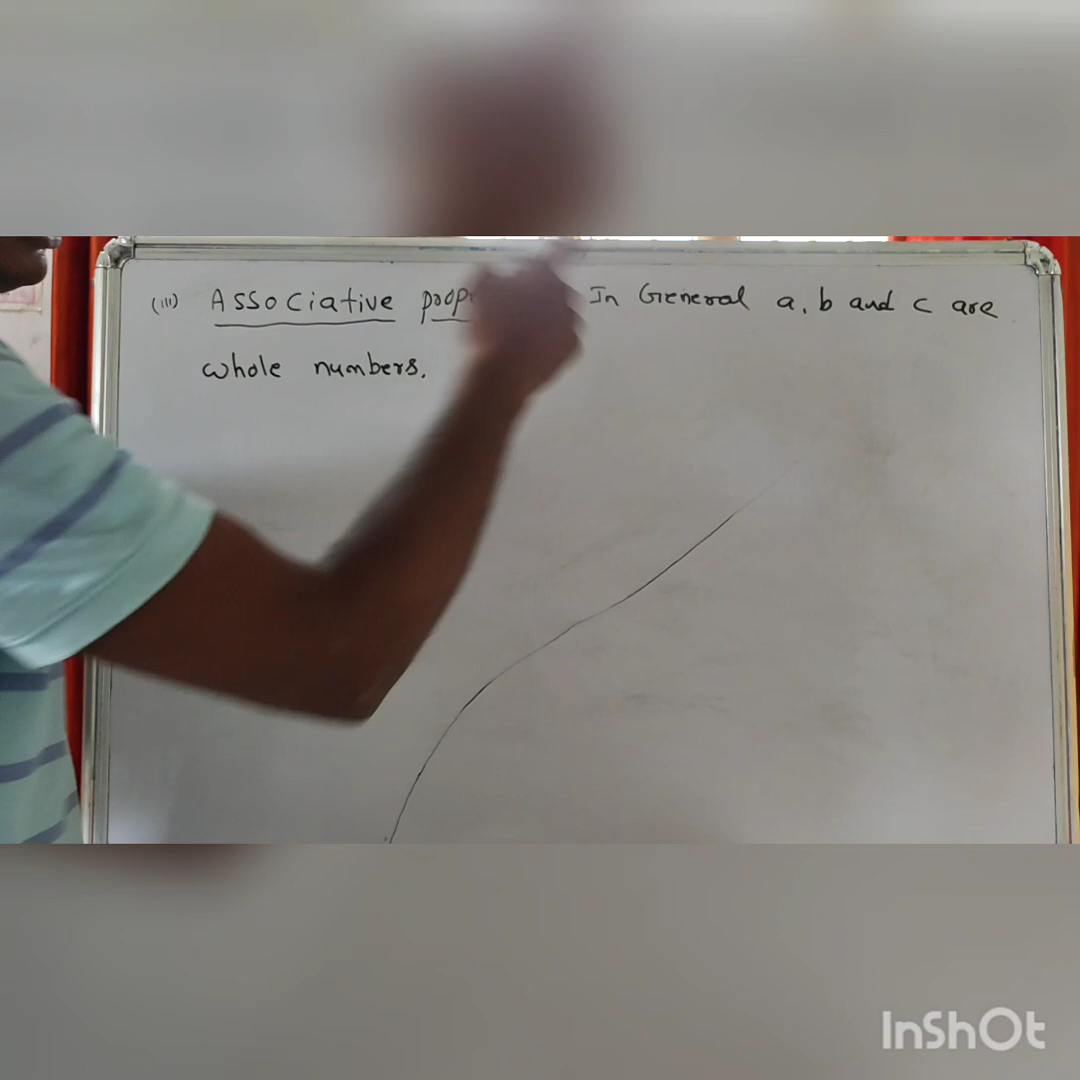 (III) Associative prop In General a, b and c are
whole numbers.
InShOt